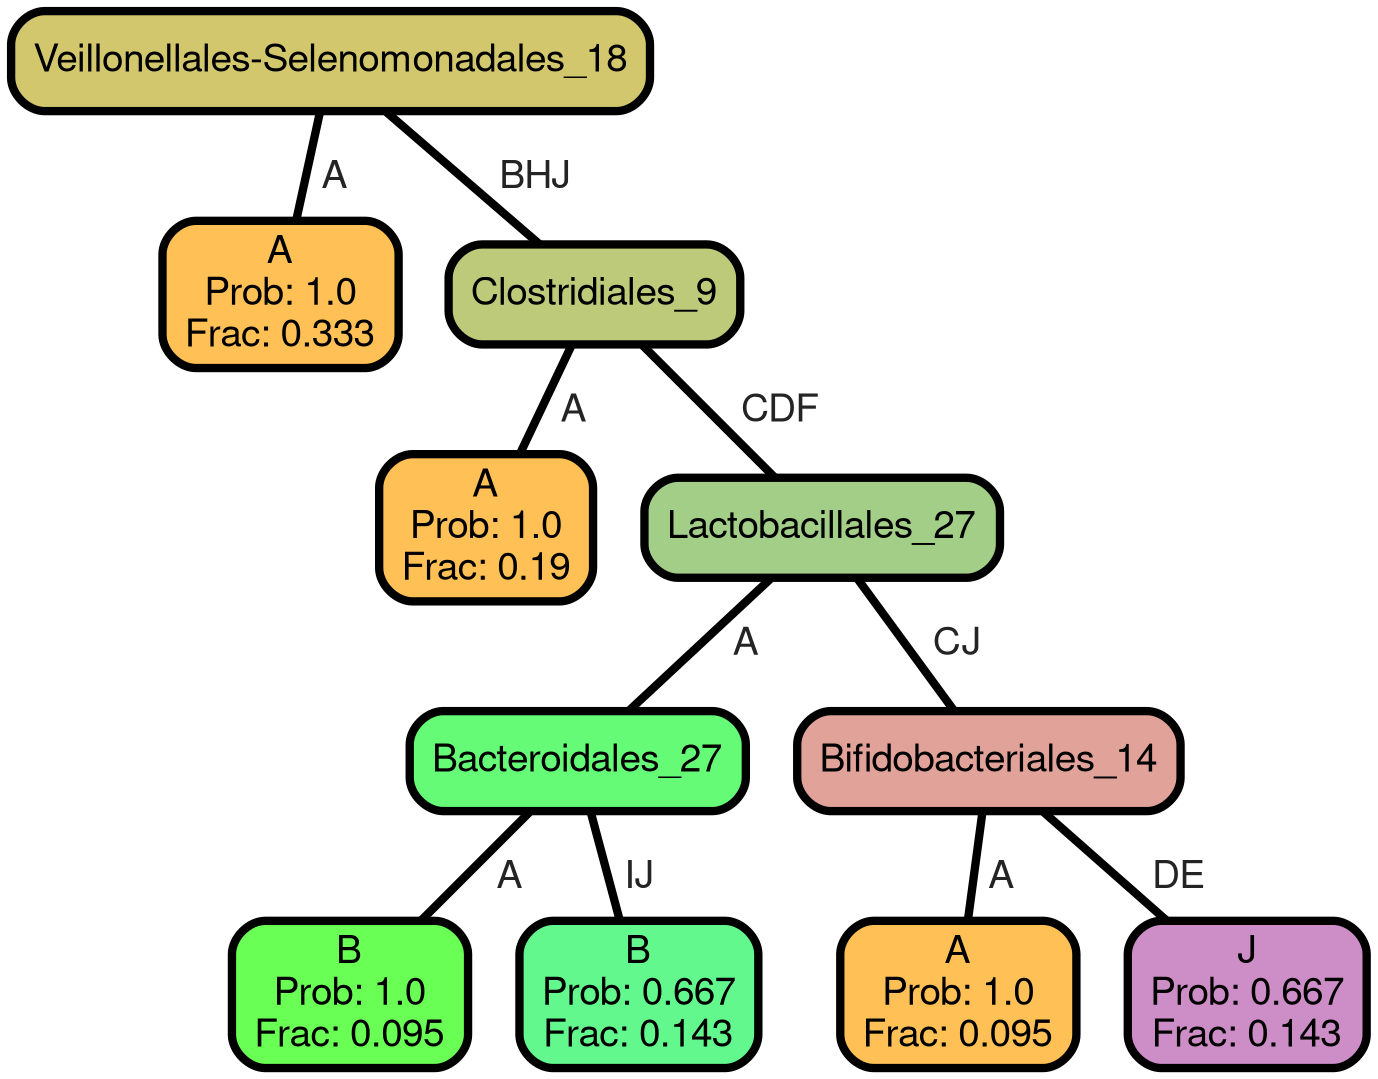 Veillonellales-Selenomonadales_18
A
BHJ
A
Prob: 1.0
Frac: 0.333
Clostridiales_9
A
CDF
A
Prob: 1.0
Frac: 0.19
Lactobacillales_27
A
CJ
Bacteroidales_27
Bifidobacteriales_14
A
IJ
A
DE
B
Prob: 1.0
Frac: 0.095
B
Prob: 0.667
Frac: 0.143
A
Prob: 1.0
Frac: 0.095
J
Prob: 0.667
Frac: 0.143